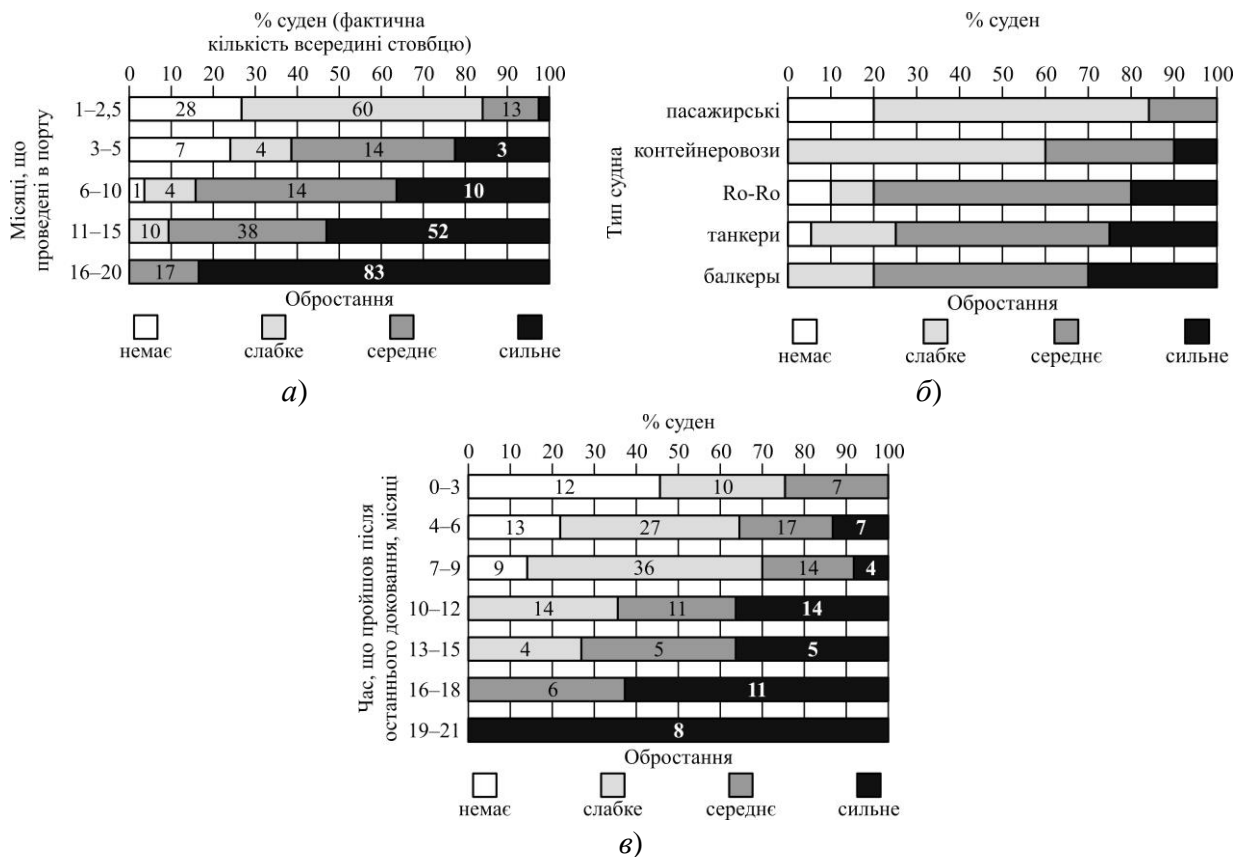 % суден (фактична
кількість всередині стовбцю)
0 10 20 30 40 50 60 70 80 90 100
Місяці, що
проведені в порту
1–2,5 28 60 13
3–5 7 4 14 3
6–10 1 4 14 10
11–15 10 38 52
16–20 17 83
Обростання
немає слабке середнє сильне
а)
% суден
0 10 20 30 40 50 60 70 80 90 100
Тип судна
пасажирські
контейнеровози
Ro-Ro
танкери
балкеры
Обростання
немає слабке середнє сильне
б)
% суден
0 10 20 30 40 50 60 70 80 90 100
Час, що пройшов після
останнього доковання, місяці
0–3 12 10 7
4–6 13 27 17 7
7–9 9 36 14 4
10–12 14 11 14
13–15 4 5 5
16–18 6 11
19–21 8
Обростання
немає слабке середнє сильне
в)